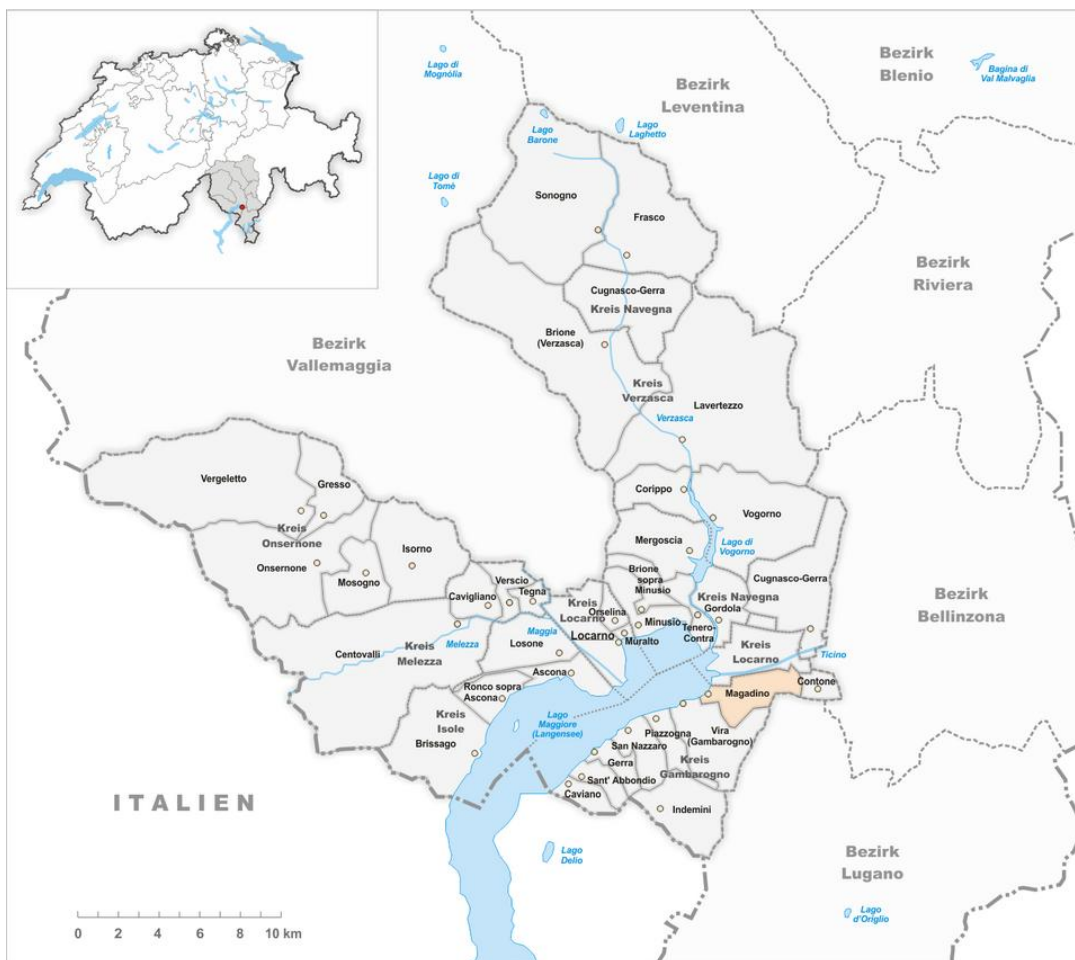 Lago di
Mognòlia
Bezirk
Blenio
Bagina di
Val Malvaglia
Bezirk
Leventina
Lago
Barone
Lago
Laghetto
Lago di
Tomè
Sonogno
Frasco
Bezirk
Riviera
Cugnasco-Gerra
Kreis Navegna
Brione
(Verzasca)
Bezirk
Vallemaggia
Kreis
Verzasca
Lavertezzo
Verzasca
Vergeletto
Gresso
Corippo
Vogorno
Kreis
Onsernone
Isorno
Mergoscia
Lago di
Vogorno
Onsernone
Mosogno
Brione
sopra
Minusio
Cugnasco-Gerra
Verscio
Tegna
Cavigliano
Kreis
Locarno
Orselina
Kreis Navegna
Gordola
Bezirk
Bellinzona
Minusio
Tenero-
Contra
Maggia
Locarno
Muralto
Kreis
Locarno
Melezza
Kreis
Melezza
Losone
Centovalli
Ticino
Ascona
Contone
Magadino
Ronco sopra
Ascona
Kreis
Isole
Brissago
Lago
Maggiore
(Langensee)
Piazzogna
Vira
(Gambarogno)
San Nazzaro
Gerra
Kreis
Gambarogno
Sant' Abbondio
Caviano
Indemini
ITALIEN
Lago
Delio
Bezirk
Lugano
Lago
d'Origlio
0 2 4 6 8 10 km